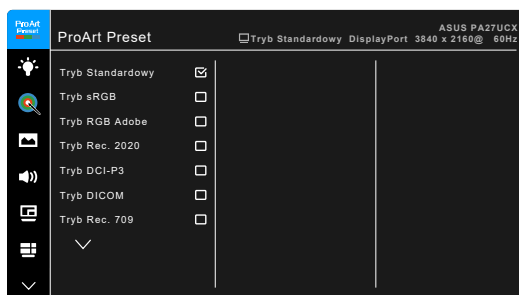 ProArt
Preset
ProArt Preset
ASUS PA27UCX
Tryb Standardowy DisplayPort 3840 x 2160@ 60Hz
Tryb Standardowy
Tryb sRGB
Tryb RGB Adobe
Tryb Rec. 2020
Tryb DCI-P3
Tryb DICOM
Tryb Rec. 709